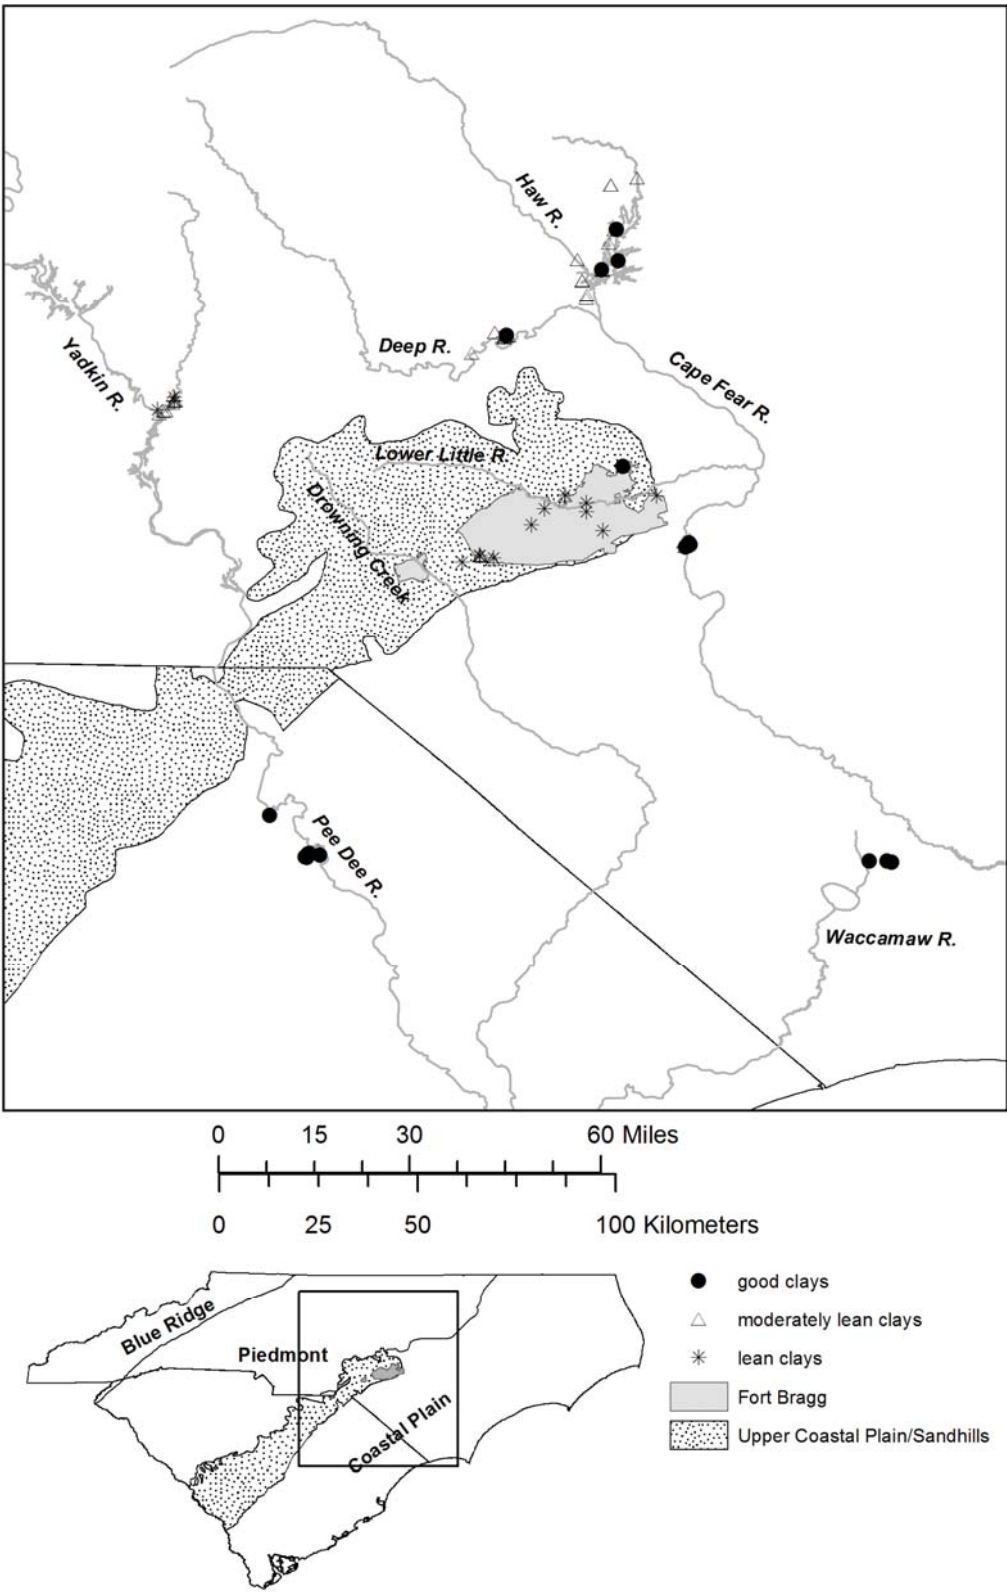 Haw R.
Deep R.
Yadkin R.
Cape Fear R.
Lower Little R.
Drowning Creek
Pee Dee R.
Waccamaw R.
0 15 30 60 Miles
0 25 50 100 Kilometers
Blue Ridge
Piedmont
Coastal Plain
good clays
moderately lean clays
lean clays
Fort Bragg
Upper Coastal Plain/Sandhills